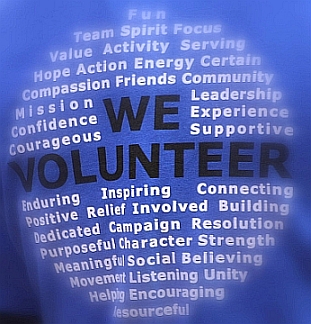 Fun
Team Spirit Focus
Value Activity Serving
Hope Action Energy Certain
Compassion Friends Community
Mission Leadership
Confidence WE Experience
Courageous Supportive
VOLUNTEER
Enduring Inspiring Connecting
Positive Relief Involved Building
Dedicated Campaign Resolution
Purposeful Character Strength
Meaningful Social Believing
Movement Listening Unity
Helping Encouraging
Resourceful